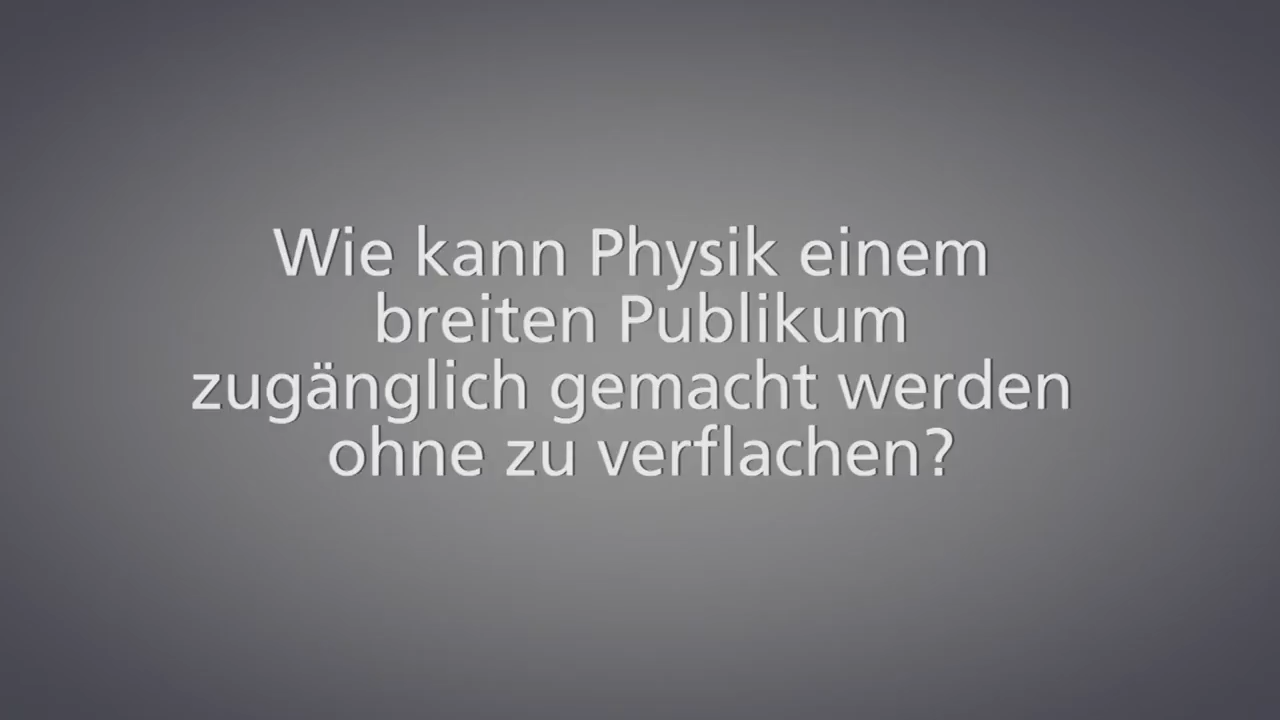 Wie kann Physik einem
breiten Publikum
zugänglich gemacht werden
ohne zu verflachen?